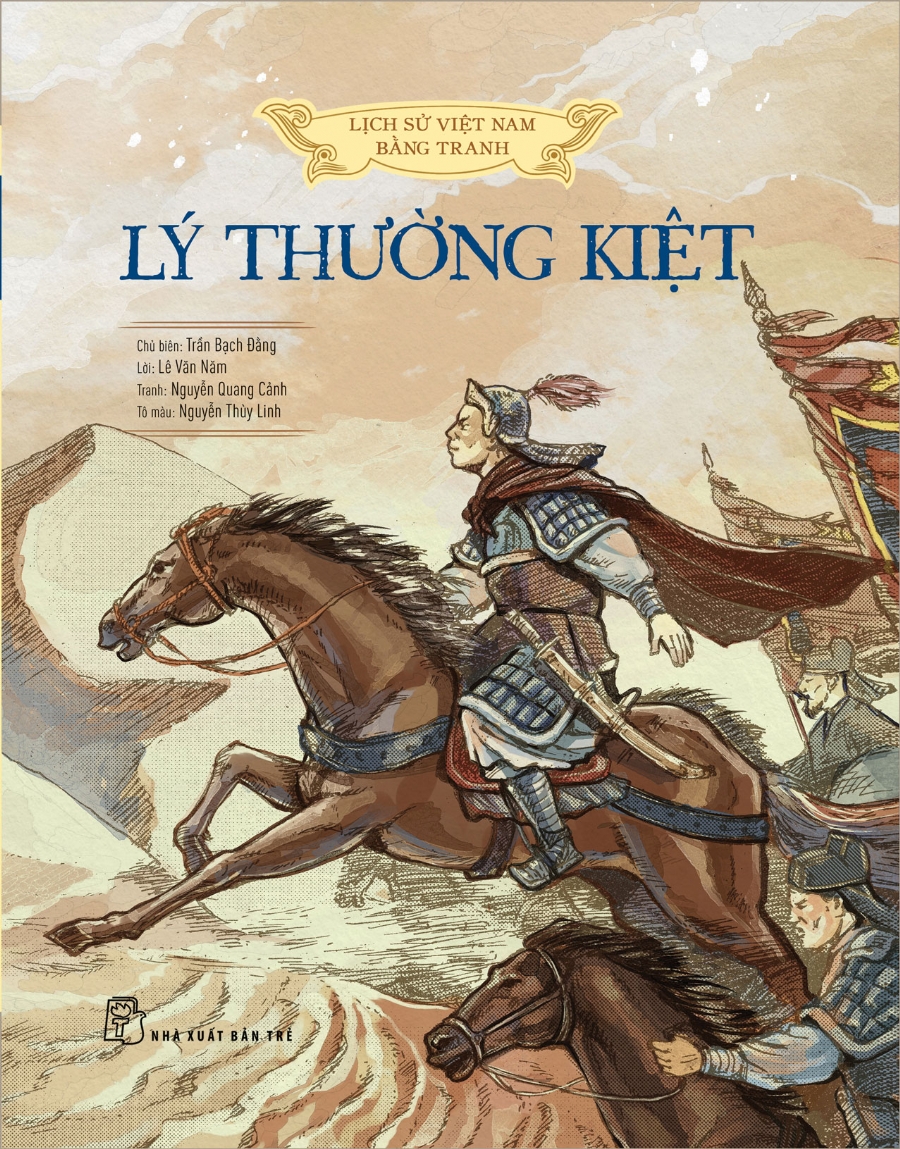 LỊCH SỬ VIỆT NAM
BẰNG TRANH
LÝ THƯỜNG KIỆT
Chủ biên: Trần Bạch Đằng
Lời: Lê Văn Năm
Tranh: Nguyễn Quang Cảnh
Tô màu: Nguyễn Thùy Linh
T
NHÀ XUẤT BẢN TRẺ